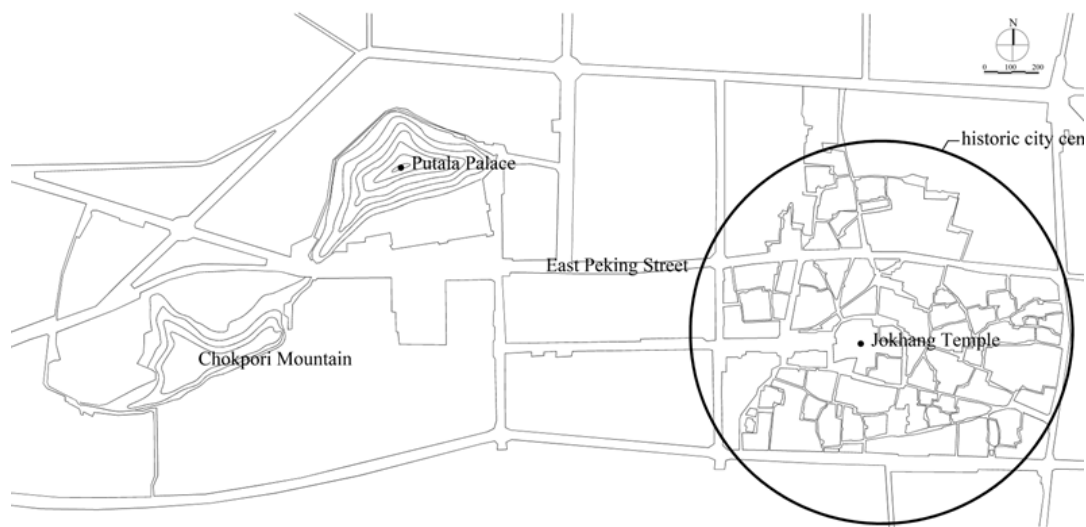 N
0 100 200
historic city cen
Putala Palace
East Peking Street
Jokhang Temple
Chokpori Mountain